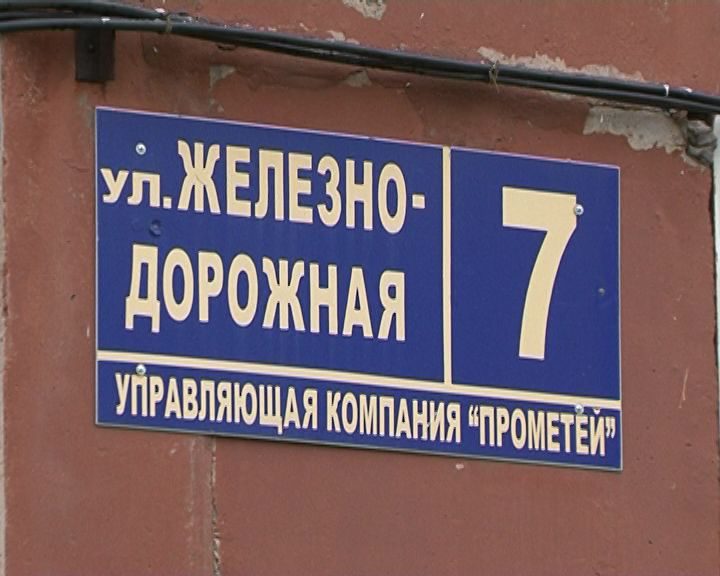 ул. ЖЕЛЕЗНО-
ДОРОЖНАЯ
7
УПРАВЛЯЮЩАЯ КОМПАНИЯ “ПРОМЕТЕЙ”